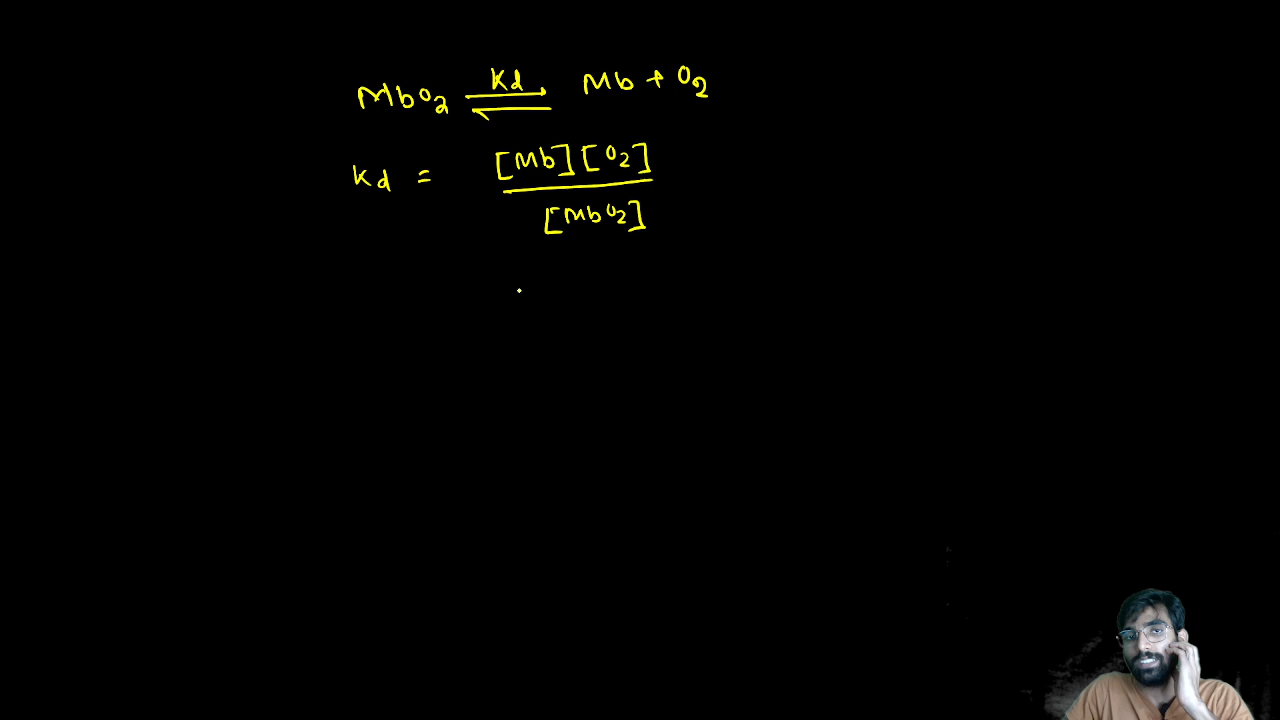 MbO₂ ⇌ Kd Mb + O₂
Kd = [Mb][O₂] / [MbO₂]